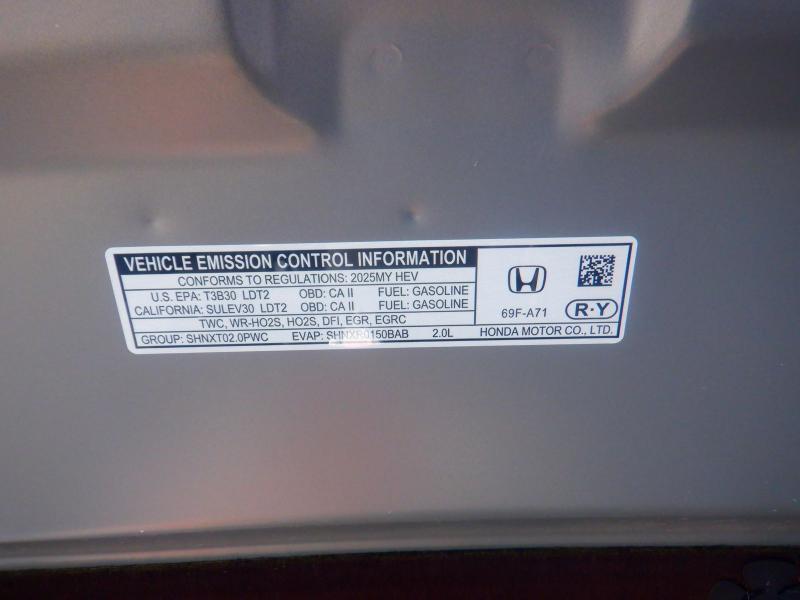 VEHICLE EMISSION CONTROL INFORMATION
CONFORMS TO REGULATIONS: 2025MY HEV
U.S. EPA: T3B30 LDT2 OBD: CA II FUEL: GASOLINE
CALIFORNIA: SULEV30 LDT2 OBD: CA II FUEL: GASOLINE
TWC, WR-HO2S, HO2S, DFI, EGR, EGRC
GROUP: SHNXT02.0PWC EVAP: SHNXR0150BAB 2.0L
69F-A71 R·Y
HONDA MOTOR CO., LTD.